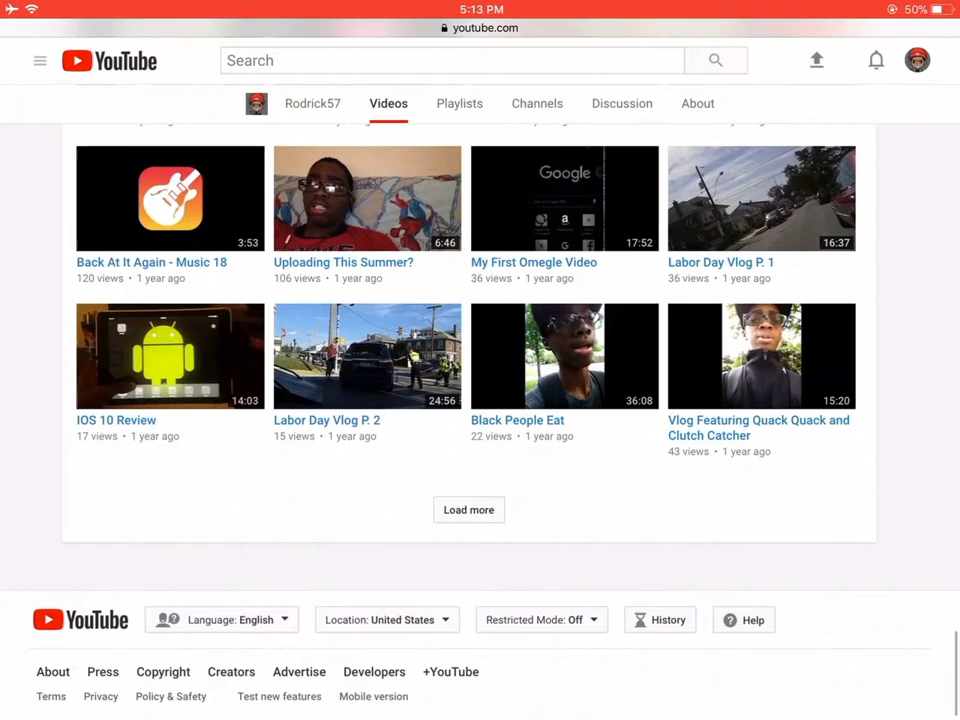 5:13 PM
50%
youtube.com
YouTube
Search
Rodrick57 Videos Playlists Channels Discussion About
3:53
6:46
Google
a
G
17:52
16:37
Back At It Again - Music 18
120 views • 1 year ago
Uploading This Summer?
106 views • 1 year ago
My First Omegle Video
36 views • 1 year ago
Labor Day Vlog P. 1
36 views • 1 year ago
14:03
24:56
36:08
15:20
IOS 10 Review
17 views • 1 year ago
Labor Day Vlog P. 2
15 views • 1 year ago
Black People Eat
22 views • 1 year ago
Vlog Featuring Quack Quack and
Clutch Catcher
43 views • 1 year ago
Load more
YouTube
Language: English
Location: United States
Restricted Mode: Off
History
Help
About Press Copyright Creators Advertise Developers +YouTube
Terms Privacy Policy & Safety Test new features Mobile version